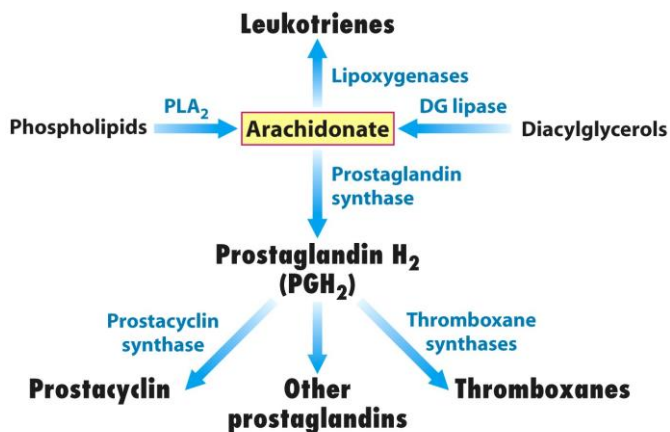 Leukotrienes
Lipoxygenases
PLA₂
DG lipase
Phospholipids
Arachidonate
Diacylglycerols
Prostaglandin
synthase
Prostaglandin H₂
(PGH₂)
Prostacyclin
synthase
Thromboxane
synthases
Prostacyclin
Other
prostaglandins
Thromboxanes